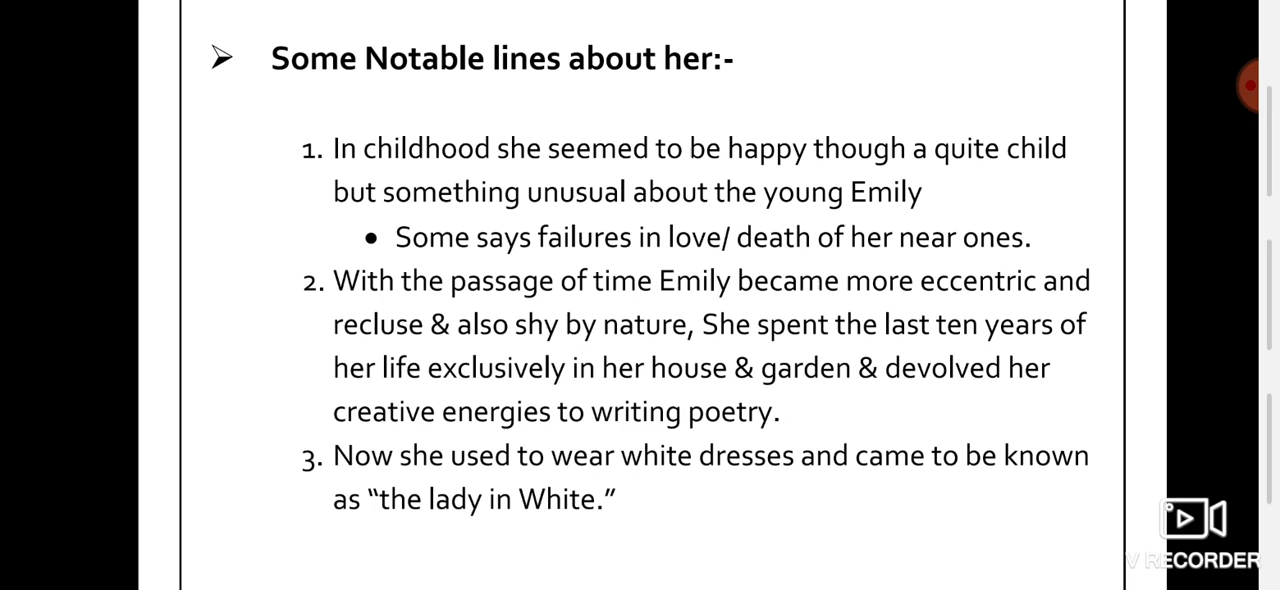 ➢ Some Notable lines about her:-
1. In childhood she seemed to be happy though a quite child
but something unusual about the young Emily
• Some says failures in love/ death of her near ones.
2. With the passage of time Emily became more eccentric and
recluse & also shy by nature, She spent the last ten years of
her life exclusively in her house & garden & devolved her
creative energies to writing poetry.
3. Now she used to wear white dresses and came to be known
as “the lady in White.”
V RECORDER